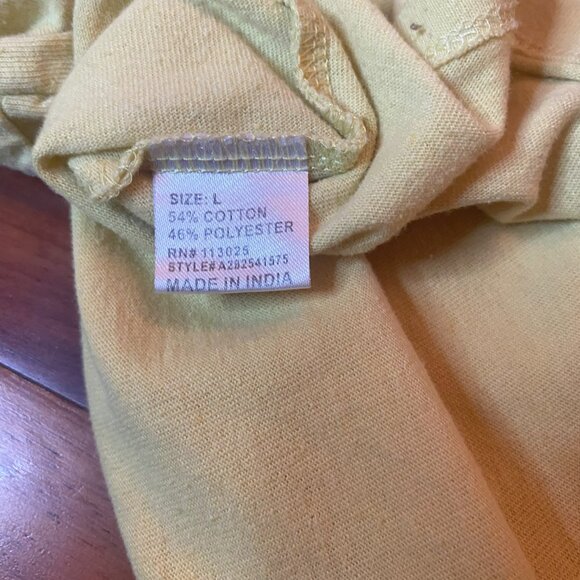 SIZE: L
54% COTTON
46% POLYESTER
RN# 113025
STYLE#A282541575
MADE IN INDIA